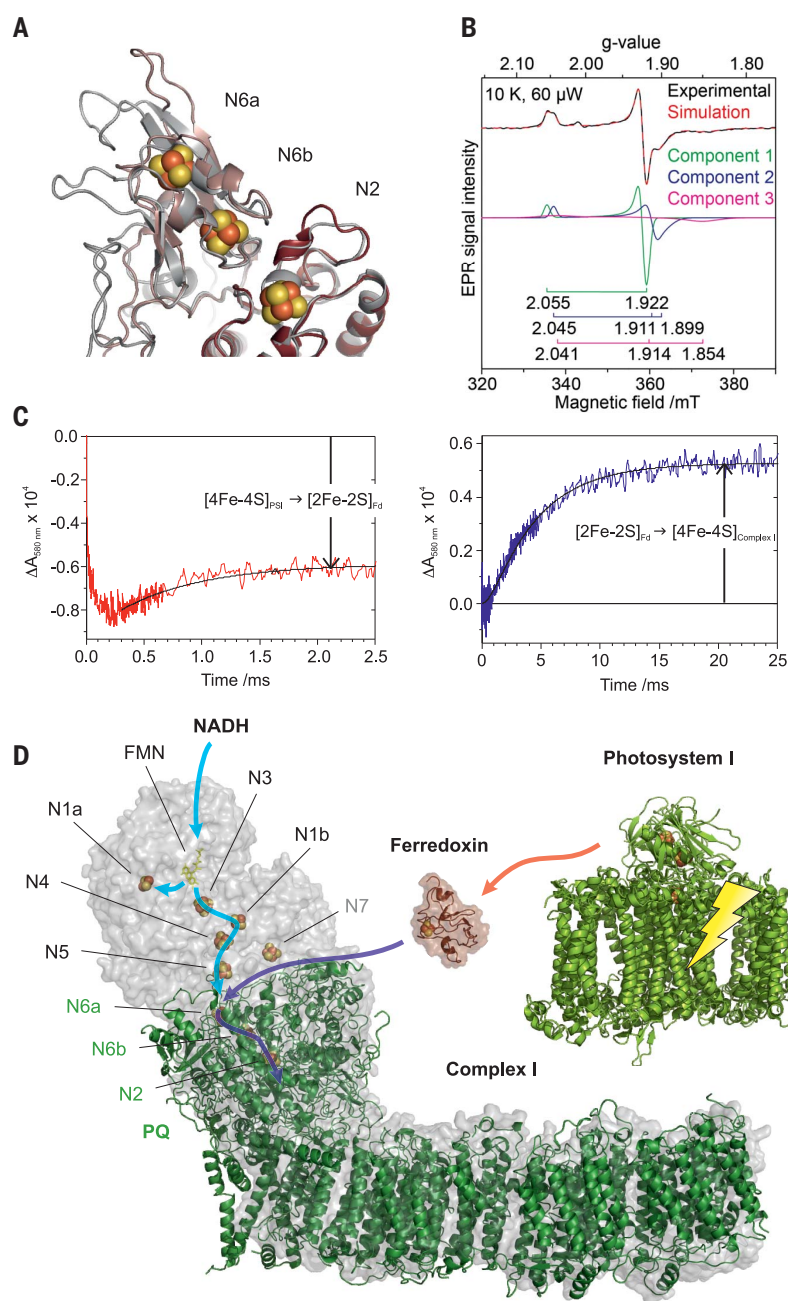 A
N6a
N6b
N2
B
g-value
2.10 2.00 1.90 1.80
10 K, 60 µW
Experimental
Simulation
Component 1
Component 2
Component 3
EPR signal intensity
2.055 1.922
2.045 1.911 1.899
2.041 1.914 1.854
320 340 360 380
Magnetic field /mT
C
ΔA580 nm x 10⁴
0.0
-0.2
-0.4
-0.6
-0.8
[4Fe-4S]PSI → [2Fe-2S]Fd
0.0 0.5 1.0 1.5 2.0 2.5
Time /ms
ΔA580 nm x 10⁴
0.6
0.4
0.2
0.0
[2Fe-2S]Fd → [4Fe-4S]Complex I
0 5 10 15 20 25
Time /ms
D
NADH
FMN
N3
N1a
N1b
N4
N7
N5
N6a
N6b
N2
PQ
Ferredoxin
Photosystem I
Complex I